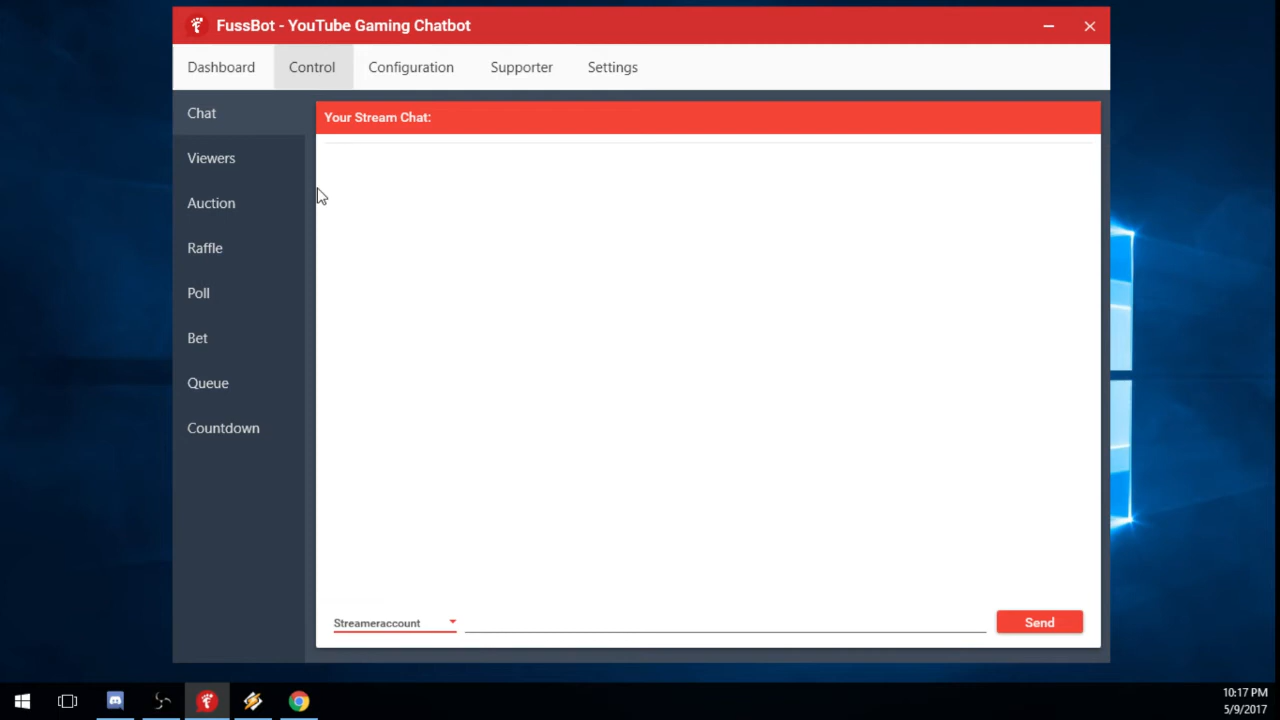 FussBot - YouTube Gaming Chatbot
Dashboard Control Configuration Supporter Settings
Chat
Your Stream Chat:
Viewers
Auction
Raffle
Poll
Bet
Queue
Countdown
Streameraccount
Send
10:17 PM
5/9/2017